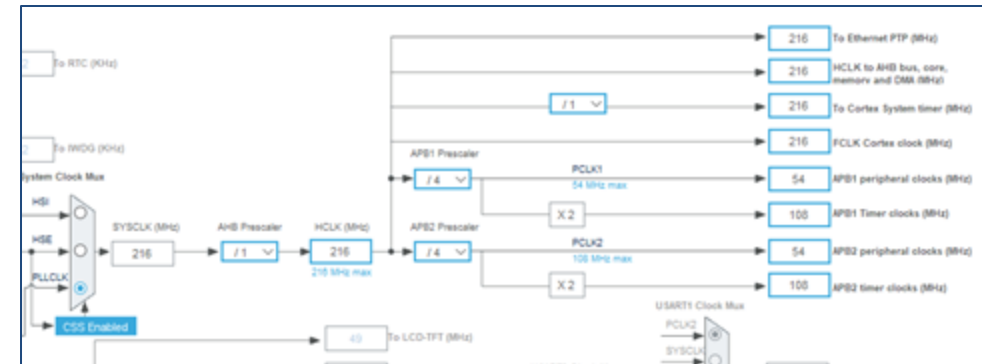 216
To Ethernet PTP (MHz)
To RTC (KHz)
216
HCLK to AHB bus, core,
memory and DMA (MHz)
/ 1
216
To Cortex System timer (MHz)
216
FCLK Cortex clock (MHz)
To IWDG (KHz)
APB1 Prescaler
System Clock Mux
/ 4
PCLK1
54 MHz max
54
APB1 peripheral clocks (MHz)
HSI
X 2
108
APB1 Timer clocks (MHz)
SYSCLK (MHz)
AHB Prescaler
HCLK (MHz)
APB2 Prescaler
HSE
216
/ 1
216
216 MHz max
/ 4
PCLK2
108 MHz max
54
APB2 peripheral clocks (MHz)
PLLCLK
X 2
108
APB2 timer clocks (MHz)
CSS Enabled
USART1 Clock Mux
To LCD-TFT (MHz)
PCLK2
SYSCLK